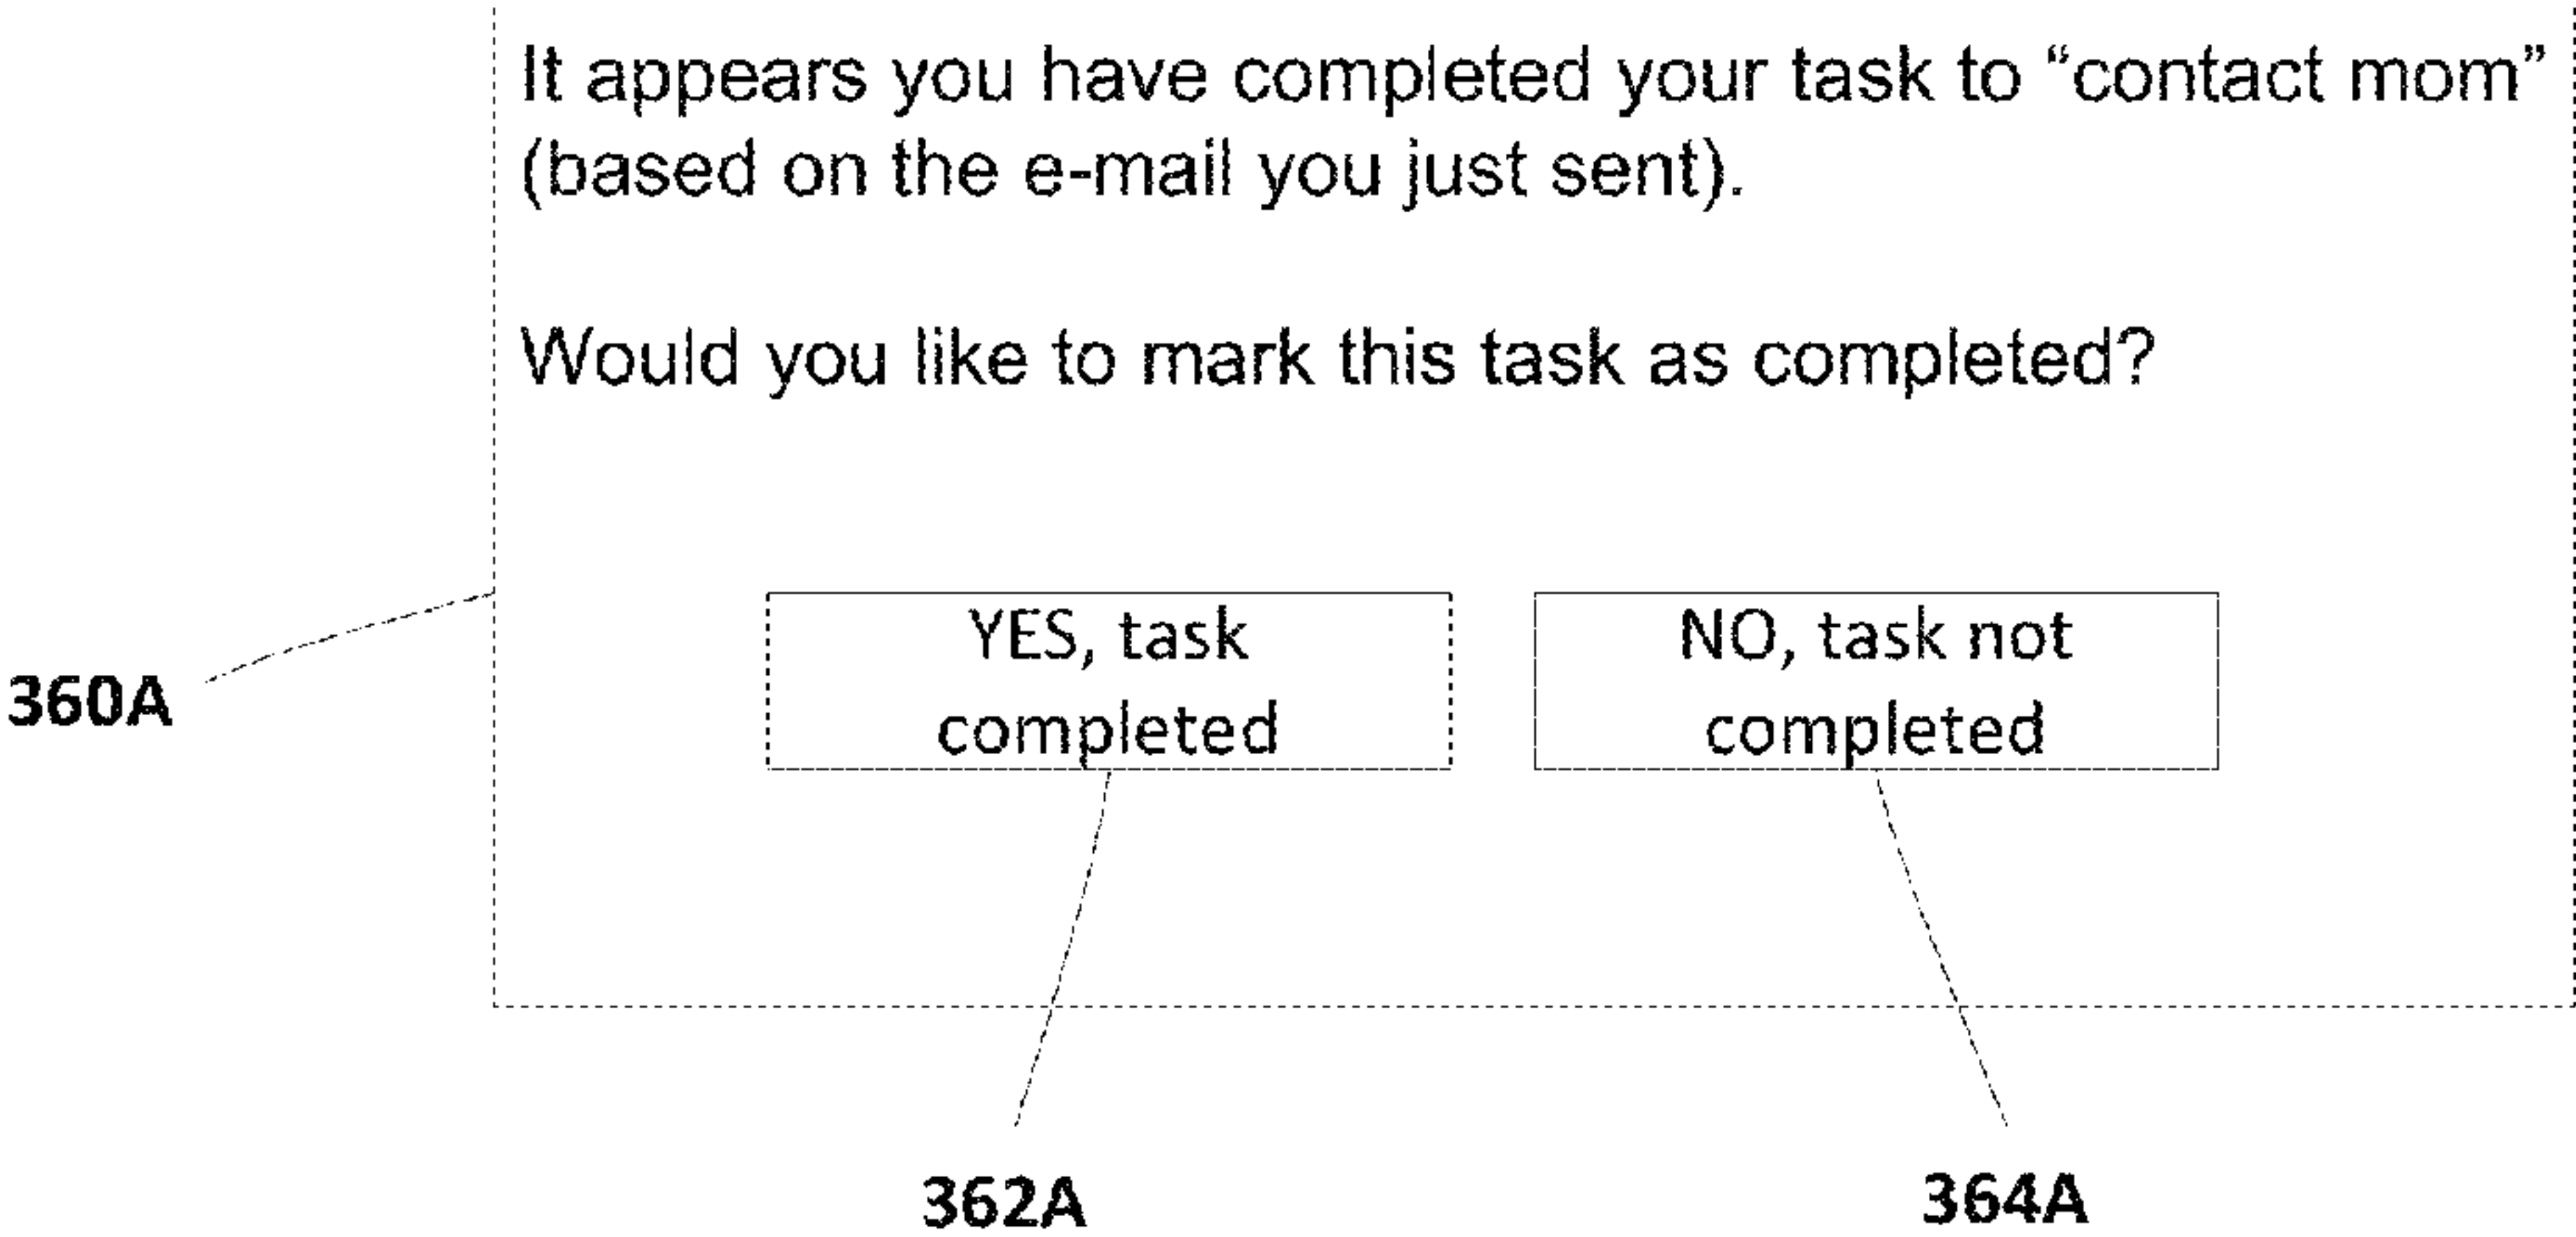 It appears you have completed your task to “contact mom”
(based on the e-mail you just sent).
Would you like to mark this task as completed?
YES, task
completed
NO, task not
completed
360A
362A
364A